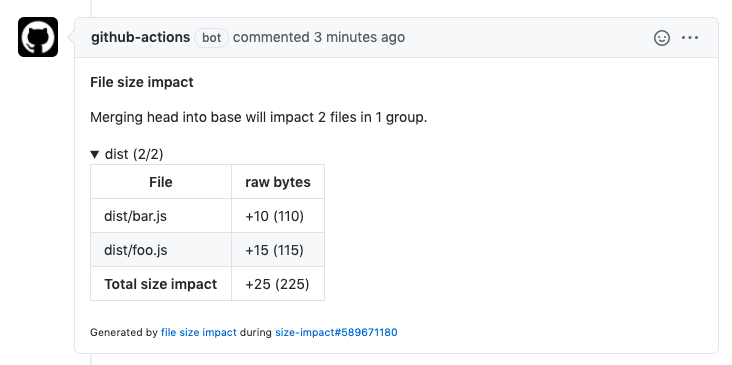 github-actions bot commented 3 minutes ago
File size impact
Merging head into base will impact 2 files in 1 group.
▼ dist (2/2)
File raw bytes
dist/bar.js +10 (110)
dist/foo.js +15 (115)
Total size impact +25 (225)
Generated by file size impact during size-impact#589671180